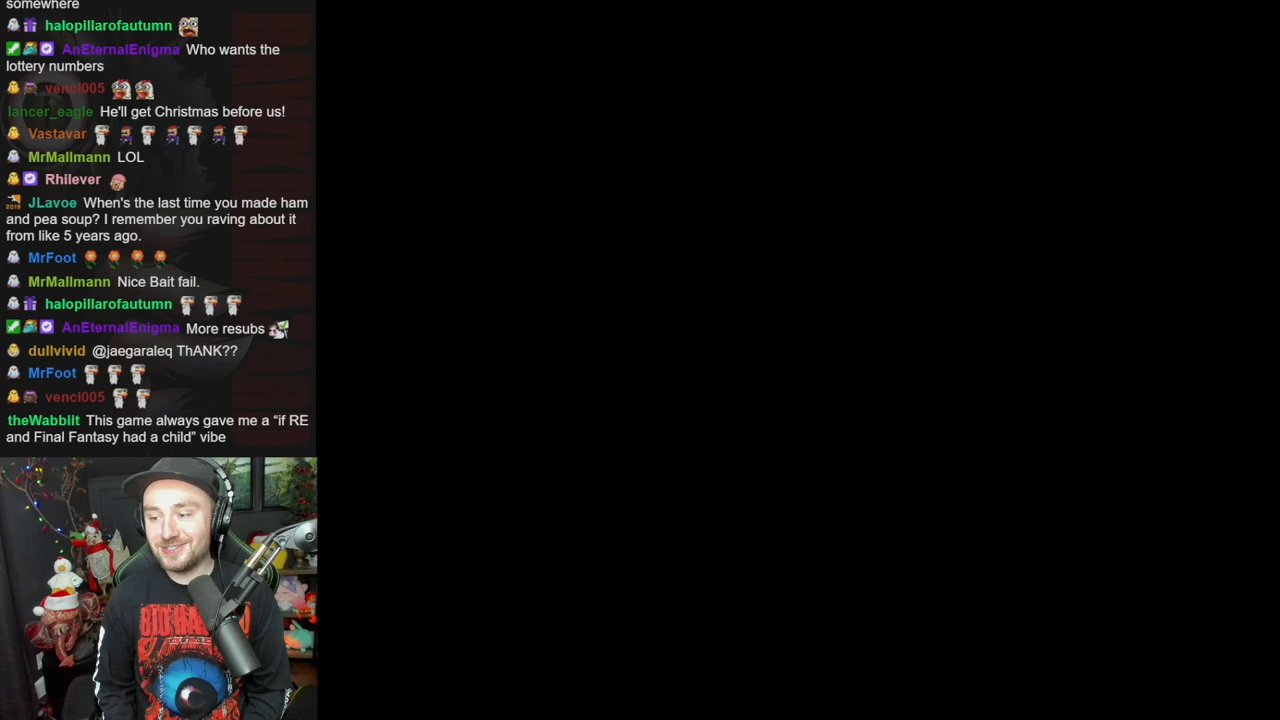 somewhere
halopillarofautumn
AnEternalEnigma Who wants the
lottery numbers
venci005
lancer_eagle He'll get Christmas before us!
Vastavar
MrMallmann LOL
Rhilever
JLavoe When's the last time you made ham
and pea soup? I remember you raving about it
from like 5 years ago.
MrFoot
MrMallmann Nice Bait fail.
halopillarofautumn
AnEternalEnigma More resubs
dullvivid @jaegaraleq ThANK??
MrFoot
venci005
theWabbiit This game always gave me a “if RE
and Final Fantasy had a child” vibe